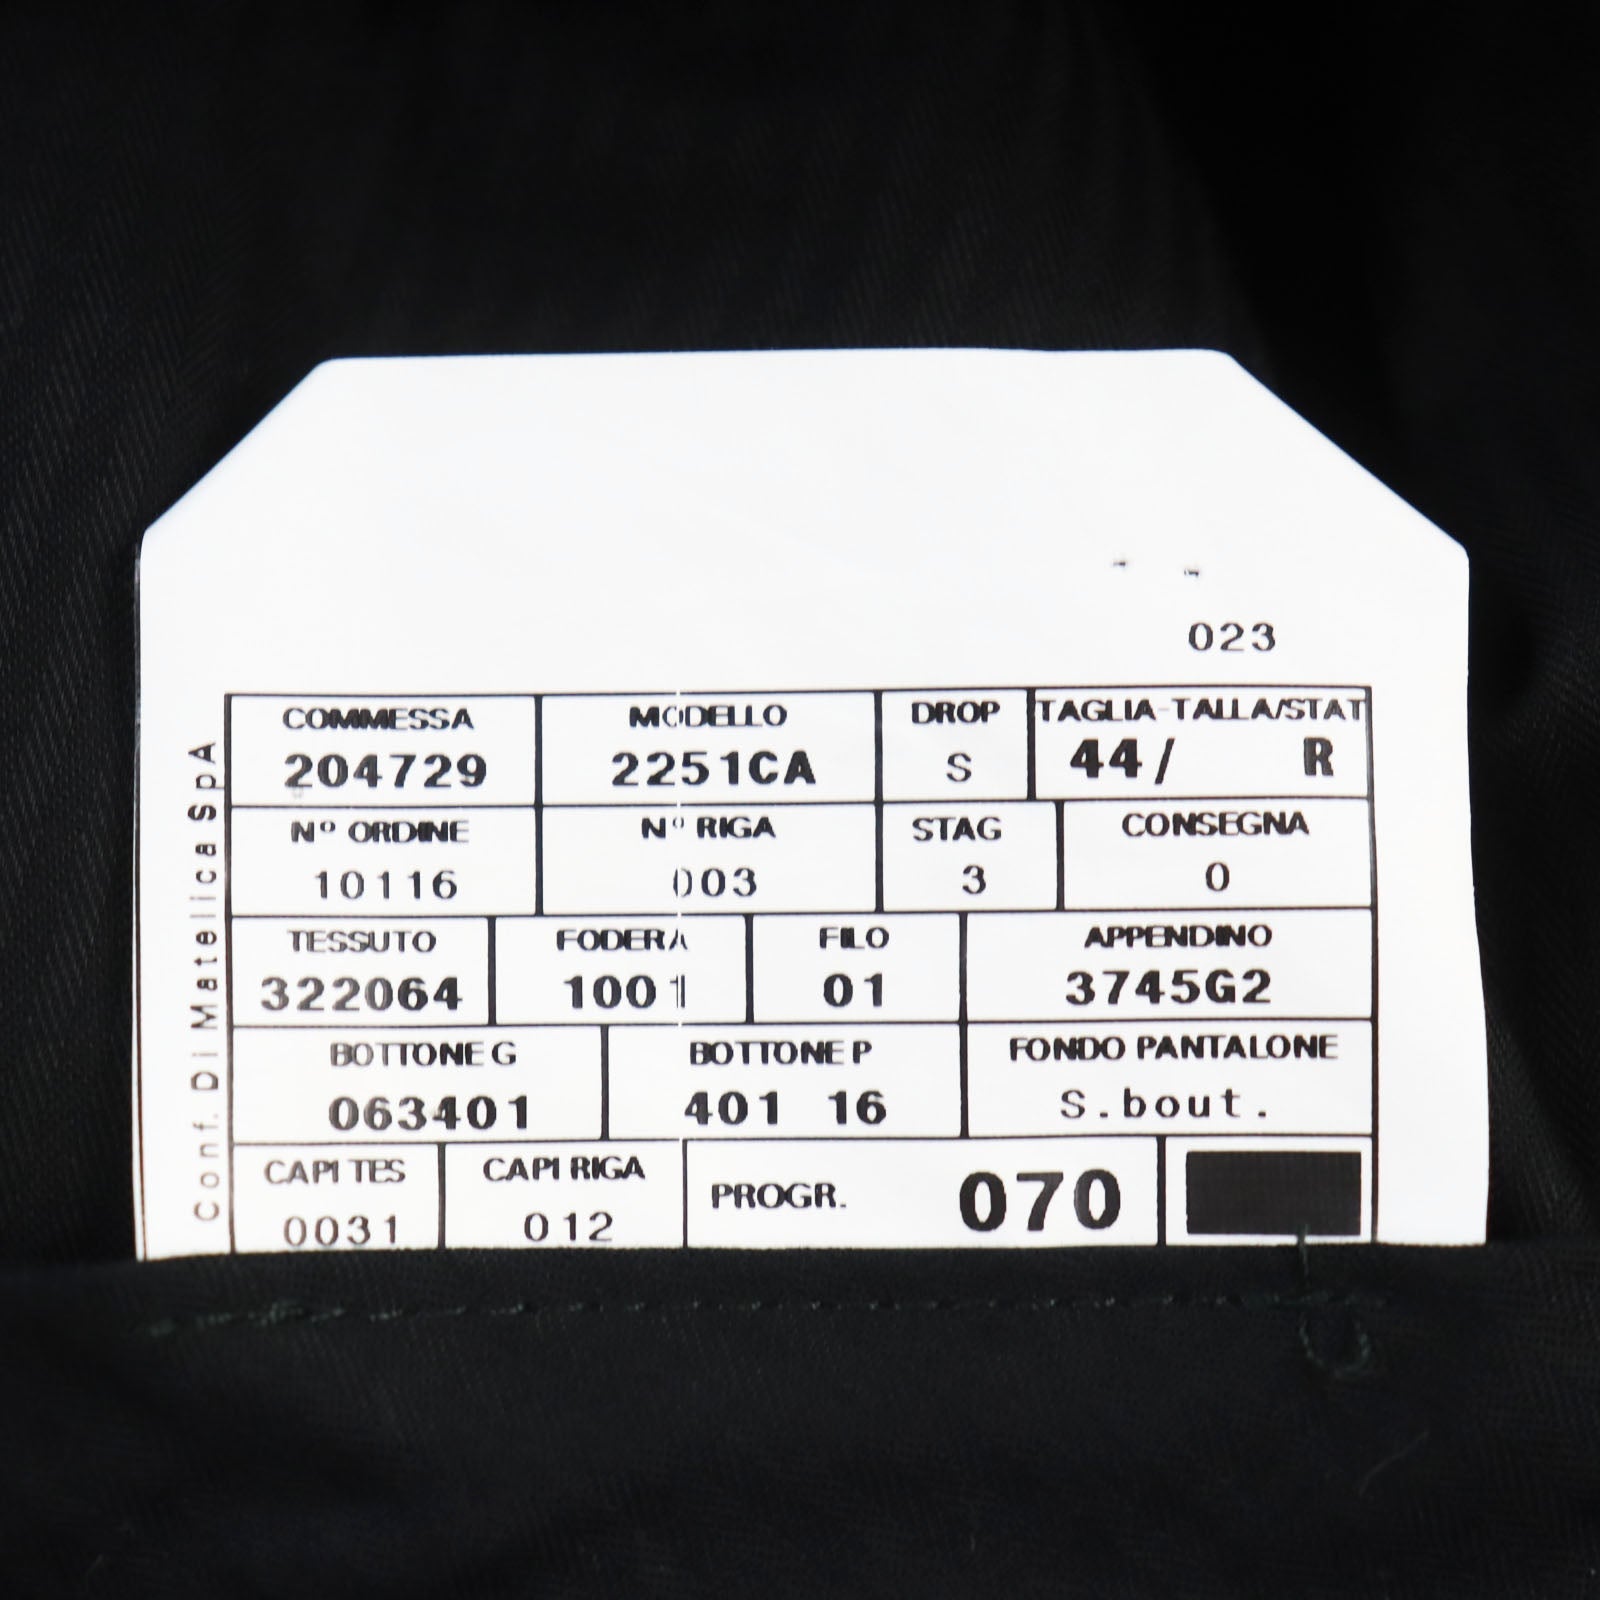 023
COMMESSA MODELLO DROP TAGLIA-TALLA/STAT
204729 2251CA S 44/ R
Nº ORDINE Nº RIGA STAG CONSEGNA
10116 003 3 0
TESSUTO FODERA FILO APPENDINO
322064 1001 01 3745G2
BOTTONE G BOTTONE P FONDO PANTALONE
063401 401 16 S.bout.
CAPI TES CAPI RIGA PROGR. 070
0031 012
Conf. Di Matelica SpA